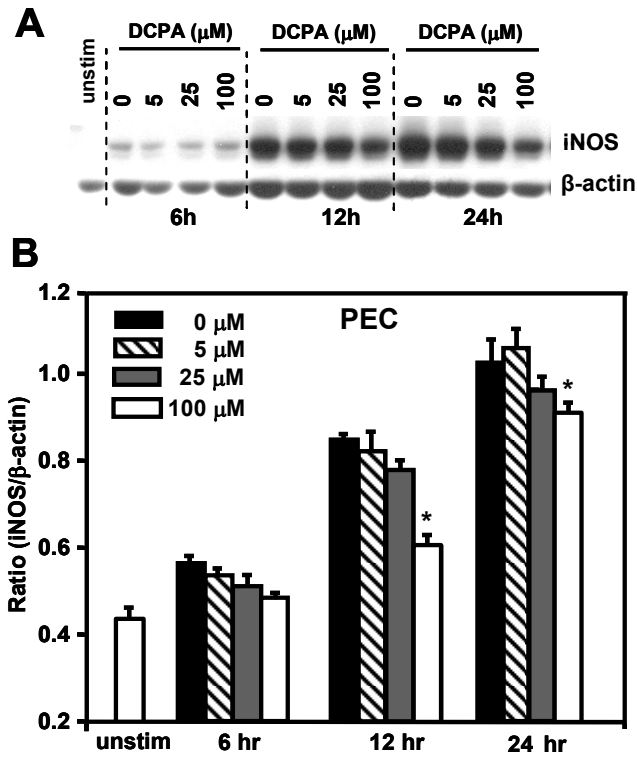 A
unstim
DCPA (μM)
DCPA (μM)
DCPA (μM)
0 5 25 100
0 5 25 100
0 5 25 100
iNOS
β-actin
6h
12h
24h
B
Ratio (iNOS/β-actin)
1.2
1.0
0.8
0.6
0.4
0.2
0 μM
5 μM
25 μM
100 μM
PEC
*
*
unstim
6 hr
12 hr
24 hr